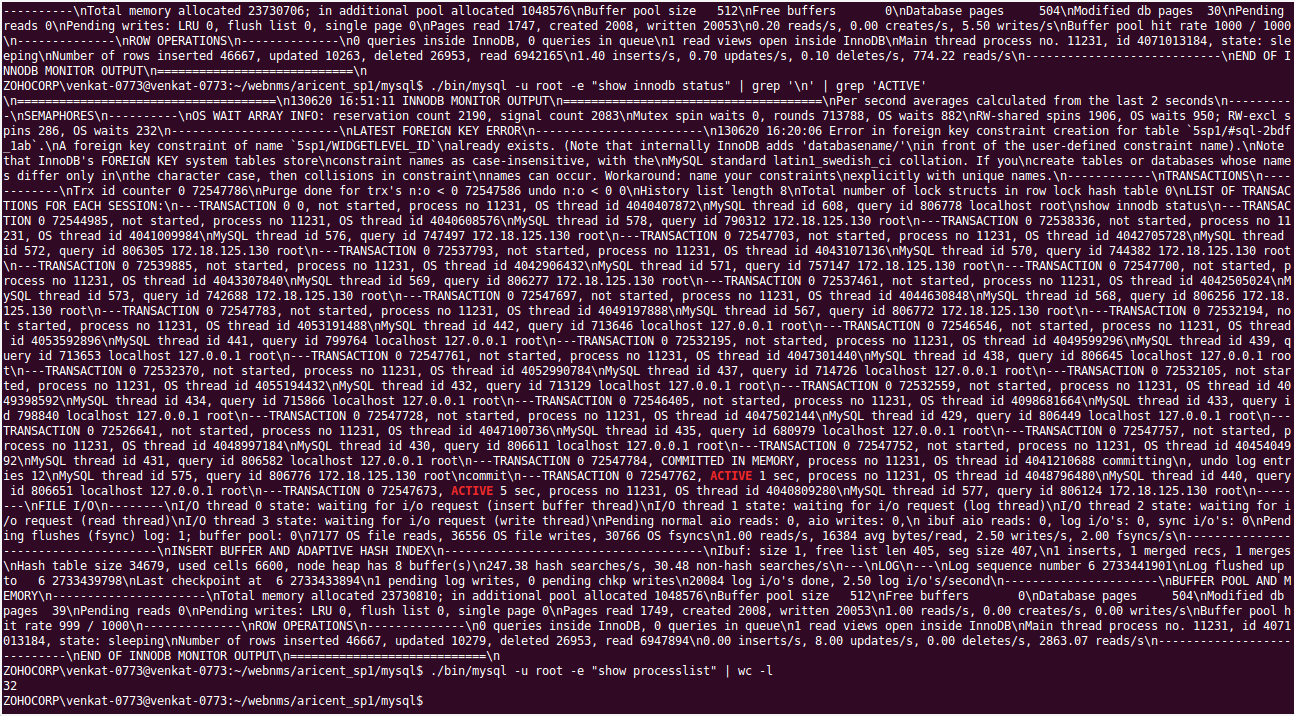 ----------\nTotal memory allocated 23730706; in additional pool allocated 1048576\nBuffer pool size   512\nFree buffers       0\nDatabase pages     504\nModified db pages  30\nPending
reads 0\nPending writes: LRU 0, flush list 0, single page 0\nPages read 1747, created 2008, written 20053\n0.20 reads/s, 0.00 creates/s, 5.50 writes/s\nBuffer pool hit rate 1000 / 1000
\n--------------\nROW OPERATIONS\n--------------\n0 queries inside InnoDB, 0 queries in queue\n1 read views open inside InnoDB\nMain thread process no. 11231, id 4071013184, state: sle
eping\nNumber of rows inserted 46667, updated 10263, deleted 26953, read 6942165\n1.40 inserts/s, 0.70 updates/s, 0.10 deletes/s, 774.22 reads/s\n----------------------------\nEND OF I
NNODB MONITOR OUTPUT\n============================\n
ZOHOCORP\venkat-0773@venkat-0773:~/webnms/aricent_sp1/mysql$ ./bin/mysql -u root -e "show innodb status" | grep '\n' | grep 'ACTIVE'
\n=====================================\n130620 16:51:11 INNODB MONITOR OUTPUT\n=====================================\nPer second averages calculated from the last 2 seconds\n---------
-\nSEMAPHORES\n----------\nOS WAIT ARRAY INFO: reservation count 2190, signal count 2083\nMutex spin waits 0, rounds 713788, OS waits 882\nRW-shared spins 1906, OS waits 950; RW-excl s
pins 286, OS waits 232\n------------------------\nLATEST FOREIGN KEY ERROR\n------------------------\n130620 16:20:06 Error in foreign key constraint creation for table `5sp1/#sql-2bdf
_1ab`.\nA foreign key constraint of name `5sp1/WIDGETLEVEL_ID`\nalready exists. (Note that internally InnoDB adds 'databasename/'\nin front of the user-defined constraint name).\nNote
that InnoDB's FOREIGN KEY system tables store\nconstraint names as case-insensitive, with the\nMySQL standard latin1_swedish_ci collation. If you\ncreate tables or databases whose name
s differ only in\nthe character case, then collisions in constraint\nnames can occur. Workaround: name your constraints\nexplicitly with unique names.\n------------\nTRANSACTIONS\n----
--------\nTrx id counter 0 72547786\nPurge done for trx's n:o < 0 72547586 undo n:o < 0 0\nHistory list length 8\nTotal number of lock structs in row lock hash table 0\nLIST OF TRANSAC
TIONS FOR EACH SESSION:\n---TRANSACTION 0 0, not started, process no 11231, OS thread id 4040407872\nMySQL thread id 608, query id 806778 localhost root\nshow innodb status\n---TRANSAC
TION 0 72544985, not started, process no 11231, OS thread id 4040608576\nMySQL thread id 578, query id 790312 172.18.125.130 root\n---TRANSACTION 0 72538336, not started, process no 11
231, OS thread id 4041009984\nMySQL thread id 576, query id 747497 172.18.125.130 root\n---TRANSACTION 0 72547703, not started, process no 11231, OS thread id 4042705728\nMySQL thread
id 572, query id 806305 172.18.125.130 root\n---TRANSACTION 0 72537793, not started, process no 11231, OS thread id 4043107136\nMySQL thread id 570, query id 744382 172.18.125.130 root
\n---TRANSACTION 0 72539885, not started, process no 11231, OS thread id 4042906432\nMySQL thread id 571, query id 757147 172.18.125.130 root\n---TRANSACTION 0 72547700, not started, p
rocess no 11231, OS thread id 4043307840\nMySQL thread id 569, query id 806277 172.18.125.130 root\n---TRANSACTION 0 72537461, not started, process no 11231, OS thread id 4042505024\nM
ySQL thread id 573, query id 742688 172.18.125.130 root\n---TRANSACTION 0 72547697, not started, process no 11231, OS thread id 4044630848\nMySQL thread id 568, query id 806256 172.18.
125.130 root\n---TRANSACTION 0 72547783, not started, process no 11231, OS thread id 4049197888\nMySQL thread id 567, query id 806772 172.18.125.130 root\n---TRANSACTION 0 72532194, no
t started, process no 11231, OS thread id 4053191488\nMySQL thread id 442, query id 713646 localhost 127.0.0.1 root\n---TRANSACTION 0 72546546, not started, process no 11231, OS thread
 id 4053592896\nMySQL thread id 441, query id 799764 localhost 127.0.0.1 root\n---TRANSACTION 0 72532195, not started, process no 11231, OS thread id 4049599296\nMySQL thread id 439, q
uery id 713653 localhost 127.0.0.1 root\n---TRANSACTION 0 72547761, not started, process no 11231, OS thread id 4047301440\nMySQL thread id 438, query id 806645 localhost 127.0.0.1 roo
t\n---TRANSACTION 0 72532370, not started, process no 11231, OS thread id 4052990784\nMySQL thread id 437, query id 714726 localhost 127.0.0.1 root\n---TRANSACTION 0 72532105, not star
ted, process no 11231, OS thread id 4055194432\nMySQL thread id 432, query id 713129 localhost 127.0.0.1 root\n---TRANSACTION 0 72532559, not started, process no 11231, OS thread id 40
49398592\nMySQL thread id 434, query id 715866 localhost 127.0.0.1 root\n---TRANSACTION 0 72546405, not started, process no 11231, OS thread id 4098681664\nMySQL thread id 433, query i
d 798840 localhost 127.0.0.1 root\n---TRANSACTION 0 72547728, not started, process no 11231, OS thread id 4047502144\nMySQL thread id 429, query id 806449 localhost 127.0.0.1 root\n---
TRANSACTION 0 72526641, not started, process no 11231, OS thread id 4047100736\nMySQL thread id 435, query id 680979 localhost 127.0.0.1 root\n---TRANSACTION 0 72547757, not started, p
rocess no 11231, OS thread id 4048997184\nMySQL thread id 430, query id 806611 localhost 127.0.0.1 root\n---TRANSACTION 0 72547752, not started, process no 11231, OS thread id 40454049
92\nMySQL thread id 431, query id 806582 localhost 127.0.0.1 root\n---TRANSACTION 0 72547784, COMMITTED IN MEMORY, process no 11231, OS thread id 4041210688 committing\n, undo log entr
ies 12\nMySQL thread id 575, query id 806776 172.18.125.130 root\ncommit\n---TRANSACTION 0 72547762, ACTIVE 1 sec, process no 11231, OS thread id 4048796480\nMySQL thread id 440, query
 id 806651 localhost 127.0.0.1 root\n---TRANSACTION 0 72547673, ACTIVE 5 sec, process no 11231, OS thread id 4040809280\nMySQL thread id 577, query id 806124 172.18.125.130 root\n-----
---\nFILE I/O\n--------\nI/O thread 0 state: waiting for i/o request (insert buffer thread)\nI/O thread 1 state: waiting for i/o request (log thread)\nI/O thread 2 state: waiting for i
/o request (read thread)\nI/O thread 3 state: waiting for i/o request (write thread)\nPending normal aio reads: 0, aio writes: 0,\n ibuf aio reads: 0, log i/o's: 0, sync i/o's: 0\nPend
ing flushes (fsync) log: 1; buffer pool: 0\n7177 OS file reads, 36556 OS file writes, 30766 OS fsyncs\n1.00 reads/s, 16384 avg bytes/read, 2.50 writes/s, 2.00 fsyncs/s\n---------------
----------------------\nINSERT BUFFER AND ADAPTIVE HASH INDEX\n-------------------------------------\nIbuf: size 1, free list len 405, seg size 407,\n1 inserts, 1 merged recs, 1 merges
\nHash table size 34679, used cells 6600, node heap has 8 buffer(s)\n247.38 hash searches/s, 30.48 non-hash searches/s\n---\nLOG\n---\nLog sequence number 6 2733441901\nLog flushed up
to   6 2733439798\nLast checkpoint at  6 2733433894\n1 pending log writes, 0 pending chkp writes\n20084 log i/o's done, 2.50 log i/o's/second\n----------------------\nBUFFER POOL AND M
EMORY\n----------------------\nTotal memory allocated 23730810; in additional pool allocated 1048576\nBuffer pool size   512\nFree buffers       0\nDatabase pages     504\nModified db
pages  39\nPending reads 0\nPending writes: LRU 0, flush list 0, single page 0\nPages read 1749, created 2008, written 20053\n1.00 reads/s, 0.00 creates/s, 0.00 writes/s\nBuffer pool h
it rate 999 / 1000\n--------------\nROW OPERATIONS\n--------------\n0 queries inside InnoDB, 0 queries in queue\n1 read views open inside InnoDB\nMain thread process no. 11231, id 4071
013184, state: sleeping\nNumber of rows inserted 46667, updated 10279, deleted 26953, read 6947894\n0.00 inserts/s, 8.00 updates/s, 0.00 deletes/s, 2863.07 reads/s\n-------------------
---------\nEND OF INNODB MONITOR OUTPUT\n============================\n
ZOHOCORP\venkat-0773@venkat-0773:~/webnms/aricent_sp1/mysql$ ./bin/mysql -u root -e "show processlist" | wc -l
32
ZOHOCORP\venkat-0773@venkat-0773:~/webnms/aricent_sp1/mysql$